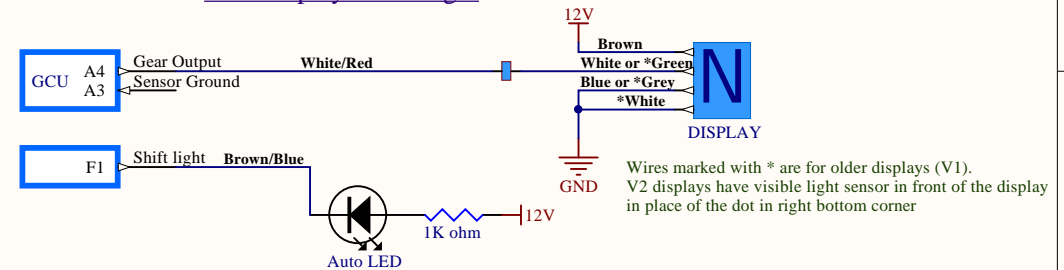 12V
Brown
GCU
A4
Gear Output
White/Red
White or *Green
N
A3
Sensor Ground
Blue or *Grey
*White
DISPLAY
F1
Shift light
Brown/Blue
GND
Wires marked with * are for older displays (V1).
V2 displays have visible light sensor in front of the display
in place of the dot in right bottom corner
12V
1K ohm
Auto LED